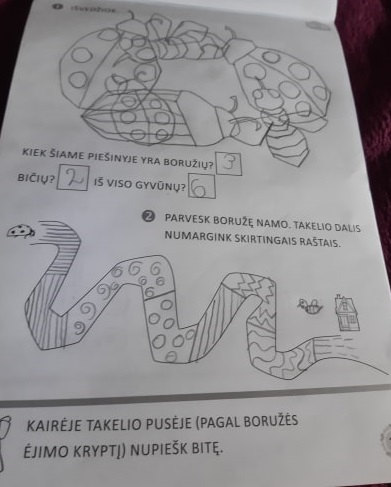 1
KIEK ŠIAME PIEŠINYJE YRA BORUŽIŲ? 3
BIČIŲ? 2 IŠ VISO GYVŪNŲ? 6
2 PARVESK BORUŽĘ NAMO. TAKELIO DALIS
NUMARGINK SKIRTINGAIS RAŠTAIS.
KAIRĖJE TAKELIO PUSĖJE (PAGAL BORUŽĖS
ĖJIMO KRYPTĮ) NUPIEŠK BITĘ.